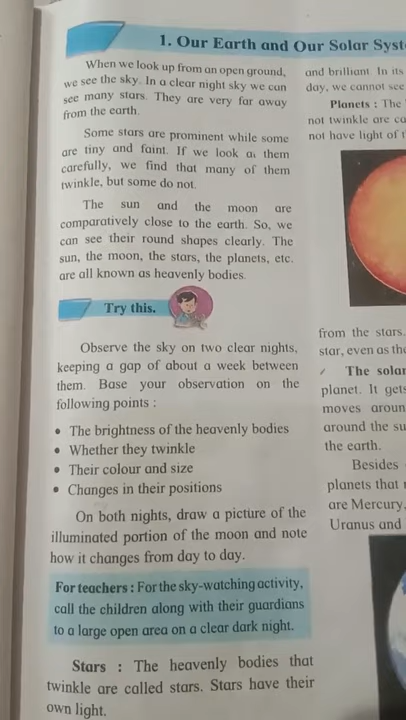 1. Our Earth and Our Solar Syst
When we look up from an open ground,
we see the sky. In a clear night sky we can
see many stars. They are very far away
from the earth.
Some stars are prominent while some
are tiny and faint. If we look at them
carefully, we find that many of them
twinkle, but some do not.
The sun and the moon are
comparatively close to the earth. So, we
can see their round shapes clearly. The
sun, the moon, the stars, the planets, etc.
are all known as heavenly bodies.
Try this.
Observe the sky on two clear nights,
keeping a gap of about a week between
them. Base your observation on the
following points :
• The brightness of the heavenly bodies
• Whether they twinkle
• Their colour and size
• Changes in their positions
On both nights, draw a picture of the
illuminated portion of the moon and note
how it changes from day to day.
For teachers : For the sky-watching activity,
call the children along with their guardians
to a large open area on a clear dark night.
Stars : The heavenly bodies that
twinkle are called stars. Stars have their
own light.
and brilliant. In its
day, we cannot see
Planets : The
not twinkle are ca
not have light of t
from the stars.
star, even as the
The solar
planet. It gets
moves aroun
around the su
the earth.
Besides
planets that
are Mercury,
Uranus and